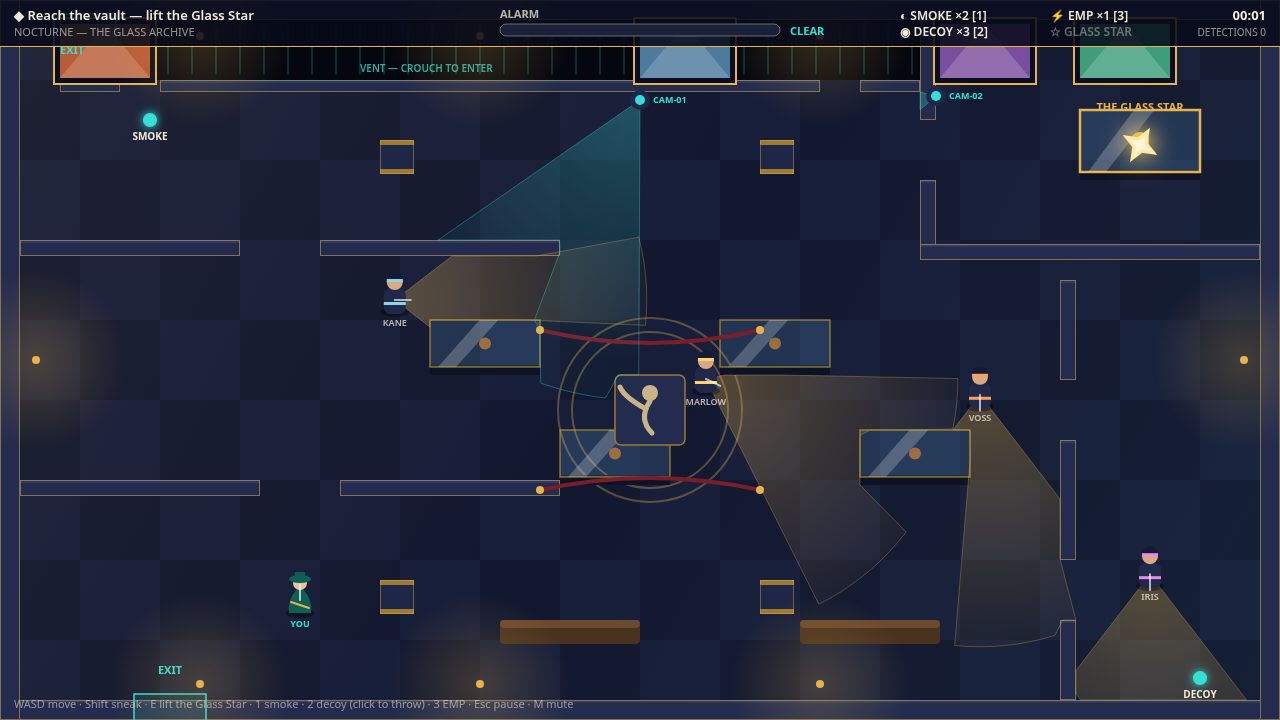 ◆ Reach the vault — lift the Glass Star
NOCTURNE — THE GLASS ARCHIVE
ALARM
CLEAR
SMOKE ×2 [1]
⚡ EMP ×1 [3]
00:01
◉ DECOY ×3 [2]
☆ GLASS STAR
DETECTIONS 0
EXIT
VENT — CROUCH TO ENTER
CAM-01
CAM-02
THE GLASS STAR
SMOKE
KANE
MARLOW
VOSS
IRIS
YOU
EXIT
DECOY
WASD move · Shift sneak · E lift the Glass Star · 1 smoke · 2 decoy (click to throw) · 3 EMP · Esc pause · M mute